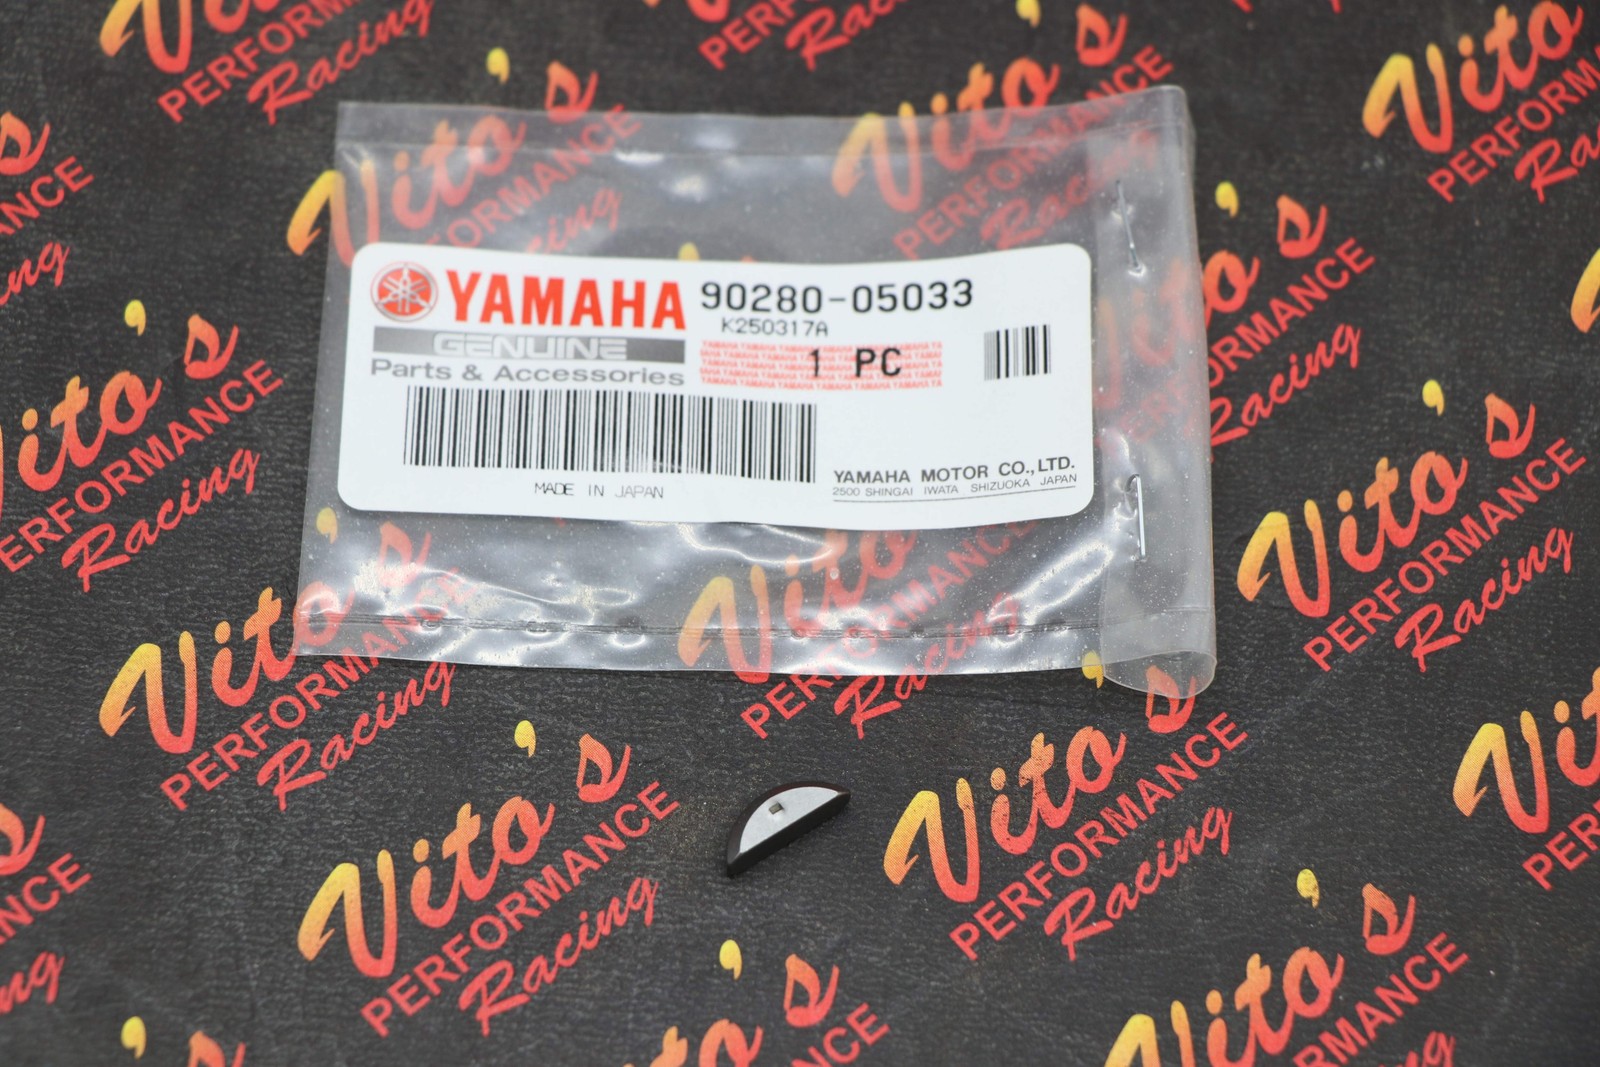 YAMAHA
GENUINE
Parts & Accessories
90280-05033
K250317A
1 PC
MADE IN JAPAN
YAMAHA MOTOR CO.,LTD.
2500 SHINGAI IWATA SHIZUOKA JAPAN
Vito's
PERFORMANCE
Racing